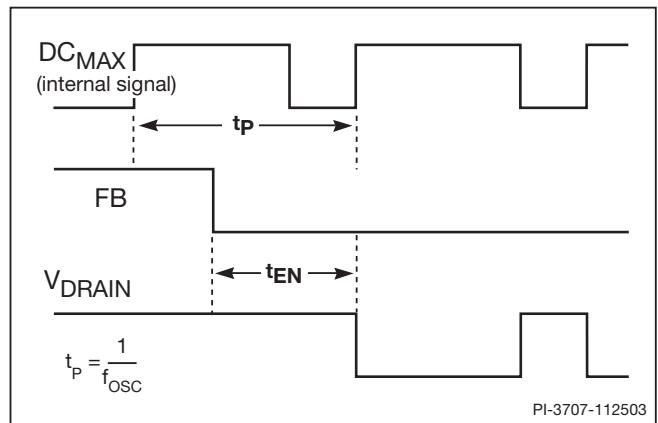 DCMAX
(internal signal)
tP
FB
tEN
VDRAIN
tP = 1/fOSC
PI-3707-112503